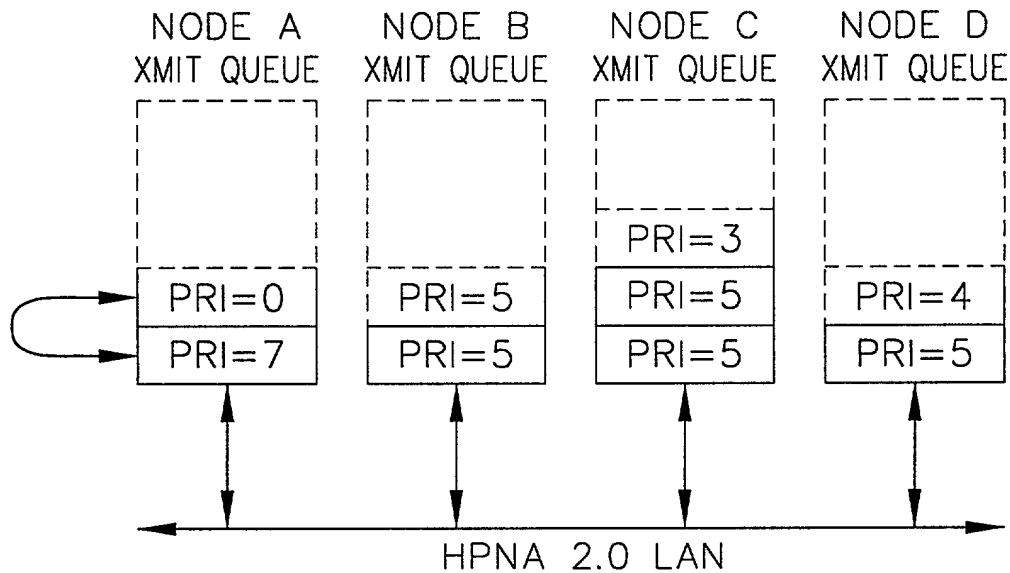 NODE A NODE B NODE C NODE D
XMIT QUEUE XMIT QUEUE XMIT QUEUE XMIT QUEUE
PRI=3
PRI=0 PRI=5 PRI=5 PRI=4
PRI=7 PRI=5 PRI=5 PRI=5
HPNA 2.0 LAN